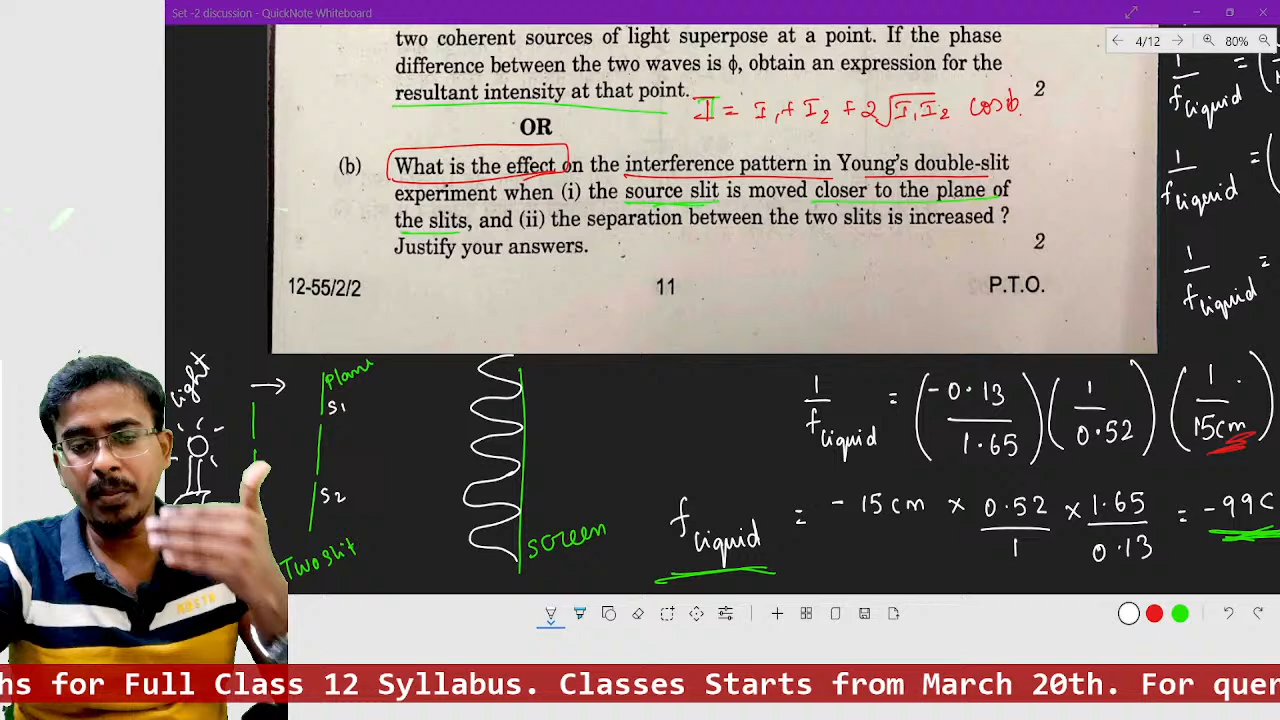 Set -2 discussion - QuickNote Whiteboard
4/12
80%
two coherent sources of light superpose at a point. If the phase
difference between the two waves is ϕ, obtain an expression for the
resultant intensity at that point. 2
I = I1 + I2 + 2√I1I2 cosϕ
OR
(b) What is the effect on the interference pattern in Young's double-slit
experiment when (i) the source slit is moved closer to the plane of
the slits, and (ii) the separation between the two slits is increased ?
Justify your answers. 2
12-55/2/2 11 P.T.O.
1/f liquid = (
1/f liquid = (
1/f liquid =
light
Plane
S1
S2
Two slit
screen
1/f liquid = (-0.13/1.65) (1/0.52) (1/15cm)
f liquid = - 15 cm × 0.52/1 × 1.65/0.13 = -99c
hs for Full Class 12 Syllabus. Classes Starts from March 20th. For quer